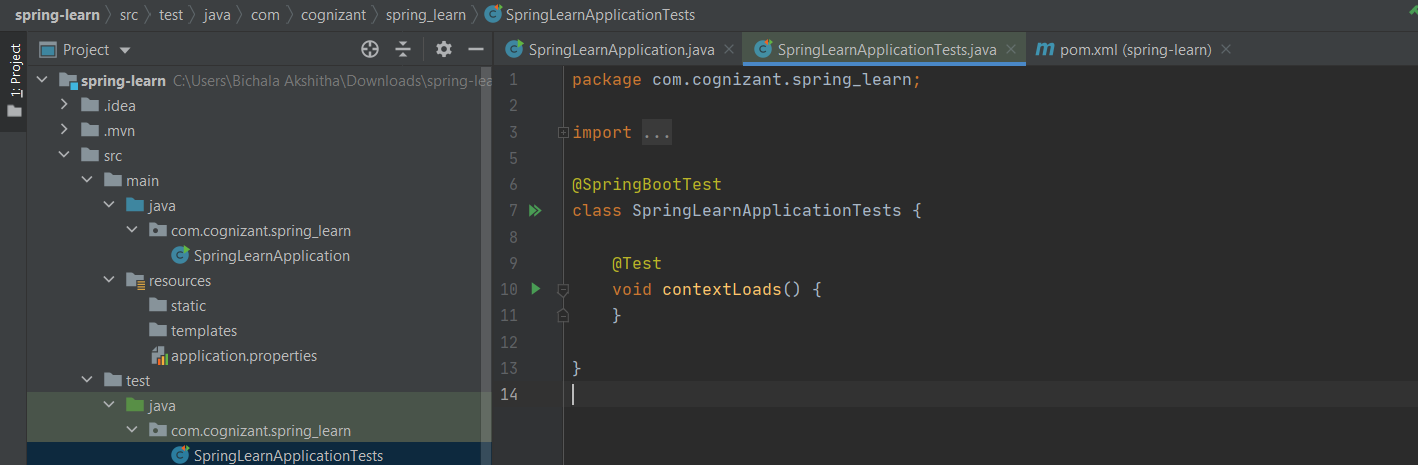 spring-learn src test java com cognizant spring_learn SpringLearnApplicationTests
1: Project
Project
spring-learn C:\Users\Bichala Akshitha\Downloads\spring-lea
.idea
.mvn
src
main
java
com.cognizant.spring_learn
SpringLearnApplication
resources
static
templates
application.properties
test
java
com.cognizant.spring_learn
SpringLearnApplicationTests
SpringLearnApplication.java SpringLearnApplicationTests.java pom.xml (spring-learn)
1 package com.cognizant.spring_learn;
2
3 import ...
5
6 @SpringBootTest
7 class SpringLearnApplicationTests {
8
9 @Test
10 void contextLoads() {
11 }
12
13 }
14